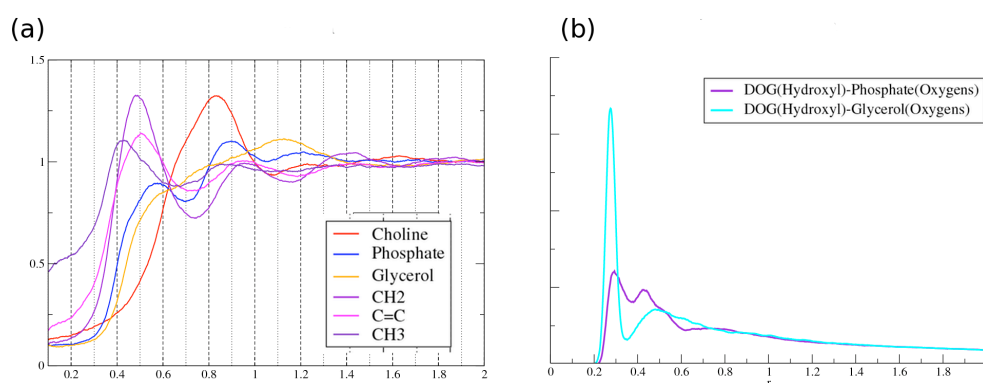 (a)
(b)
1.5
1
0.5
0
0.2 0.4 0.6 0.8 1 1.2 1.4 1.6 1.8 2
Choline
Phosphate
Glycerol
CH2
C=C
CH3
DOG(Hydroxyl)-Phosphate(Oxygens)
DOG(Hydroxyl)-Glycerol(Oxygens)
0 0.2 0.4 0.6 0.8 1 1.2 1.4 1.6 1.8